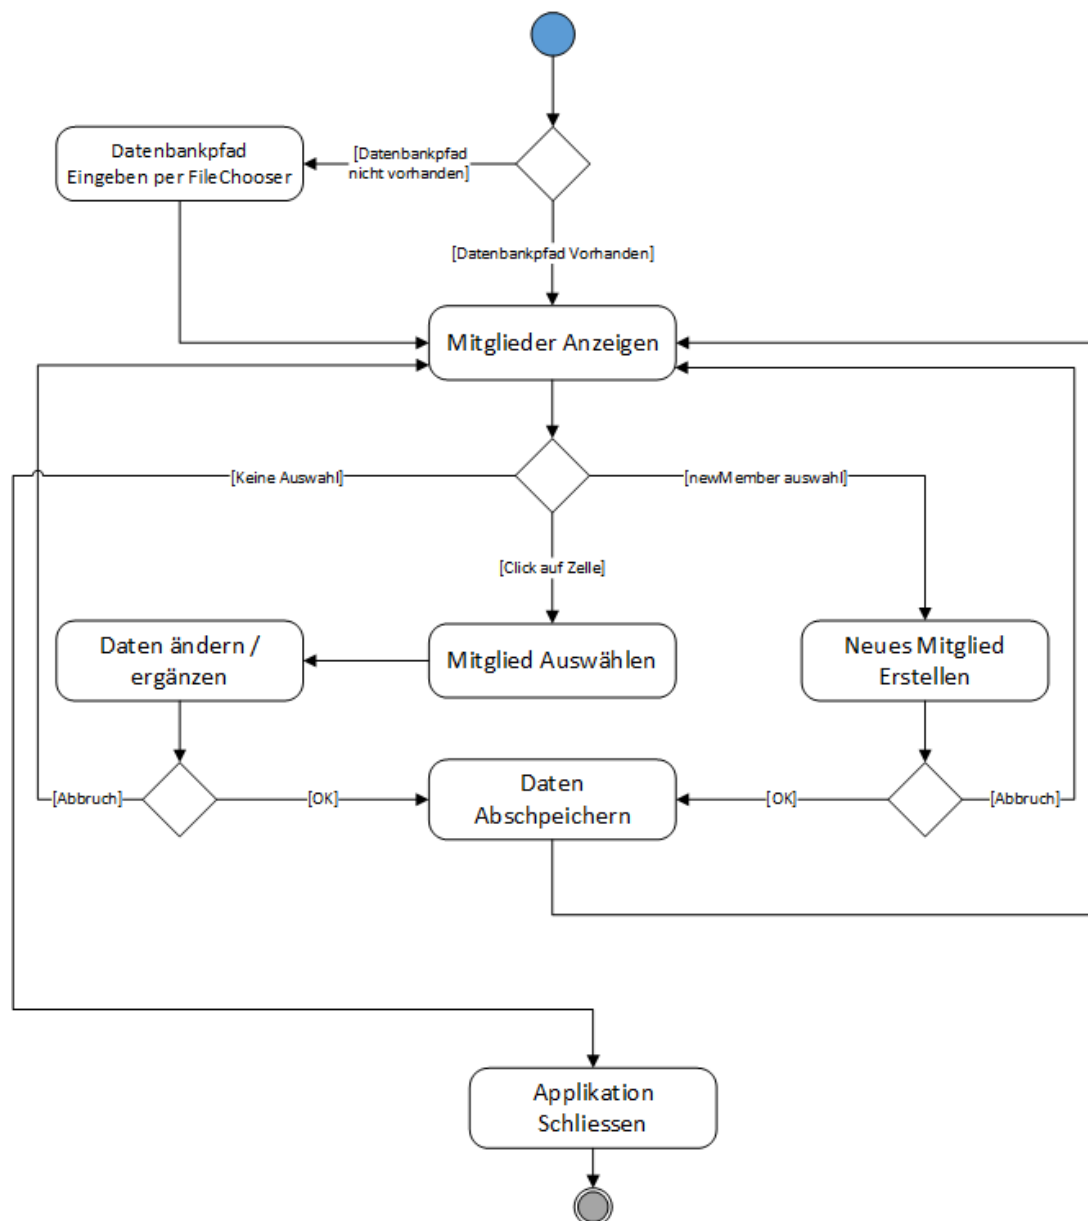 Datenbankpfad
Eingeben per FileChooser
[Datenbankpfad
nicht vorhanden]
[Datenbankpfad Vorhanden]
Mitglieder Anzeigen
[Keine Auswahl]
[newMember auswahl]
[Click auf Zelle]
Daten ändern /
ergänzen
Mitglied Auswählen
Neues Mitglied
Erstellen
[Abbruch]
[OK]
Daten
Abschpeichern
[OK]
[Abbruch]
Applikation
Schliessen